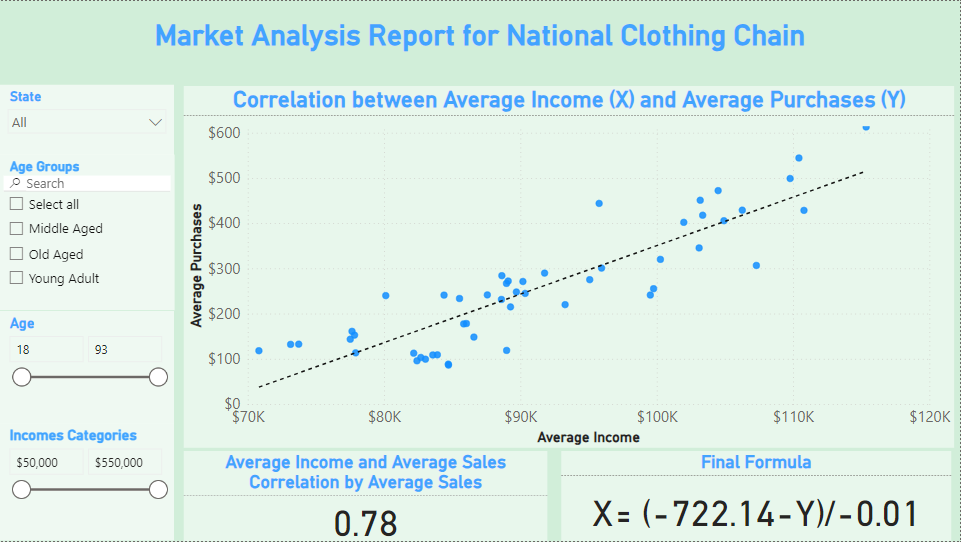 Market Analysis Report for National Clothing Chain
State
All
Age Groups
Search
Select all
Middle Aged
Old Aged
Young Adult
Age
18 93
Incomes Categories
$50,000 $550,000
Correlation between Average Income (X) and Average Purchases (Y)
Average Purchases
$600
$500
$400
$300
$200
$100
$0
$70K $80K $90K $100K $110K $120K
Average Income
Average Income and Average Sales
Correlation by Average Sales
0.78
Final Formula
X= (-722.14-Y)/-0.01